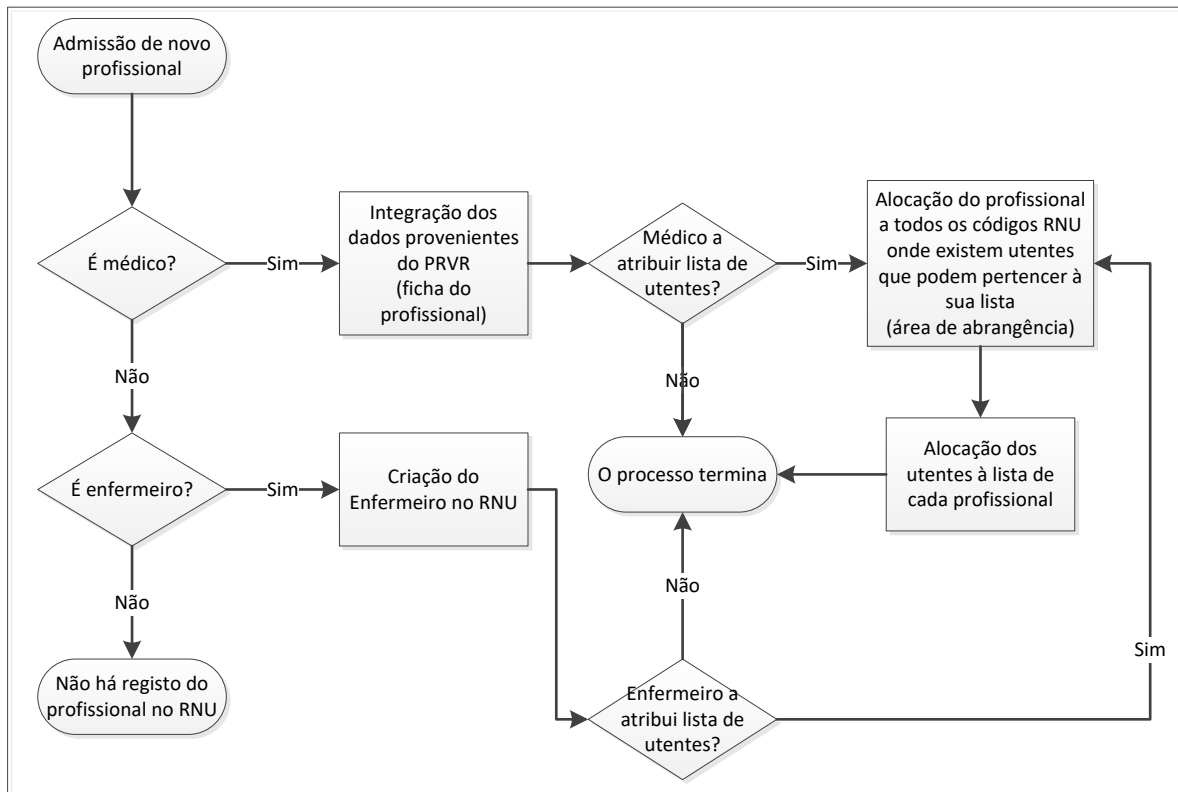 Admissão de novo
profissional
É médico?
Sim
Integração dos
dados provenientes
do PRVR
(ficha do
profissional)
Médico a
atribuir lista de
utentes?
Sim
Alocação do profissional
a todos os códigos RNU
onde existem utentes
que podem pertencer à
sua lista
(área de abrangência)
Não
Não
É enfermeiro?
Sim
Criação do
Enfermeiro no RNU
O processo termina
Alocação dos
utentes à lista de
cada profissional
Não
Não
Sim
Não há registo do
profissional no RNU
Enfermeiro a
atribui lista de
utentes?